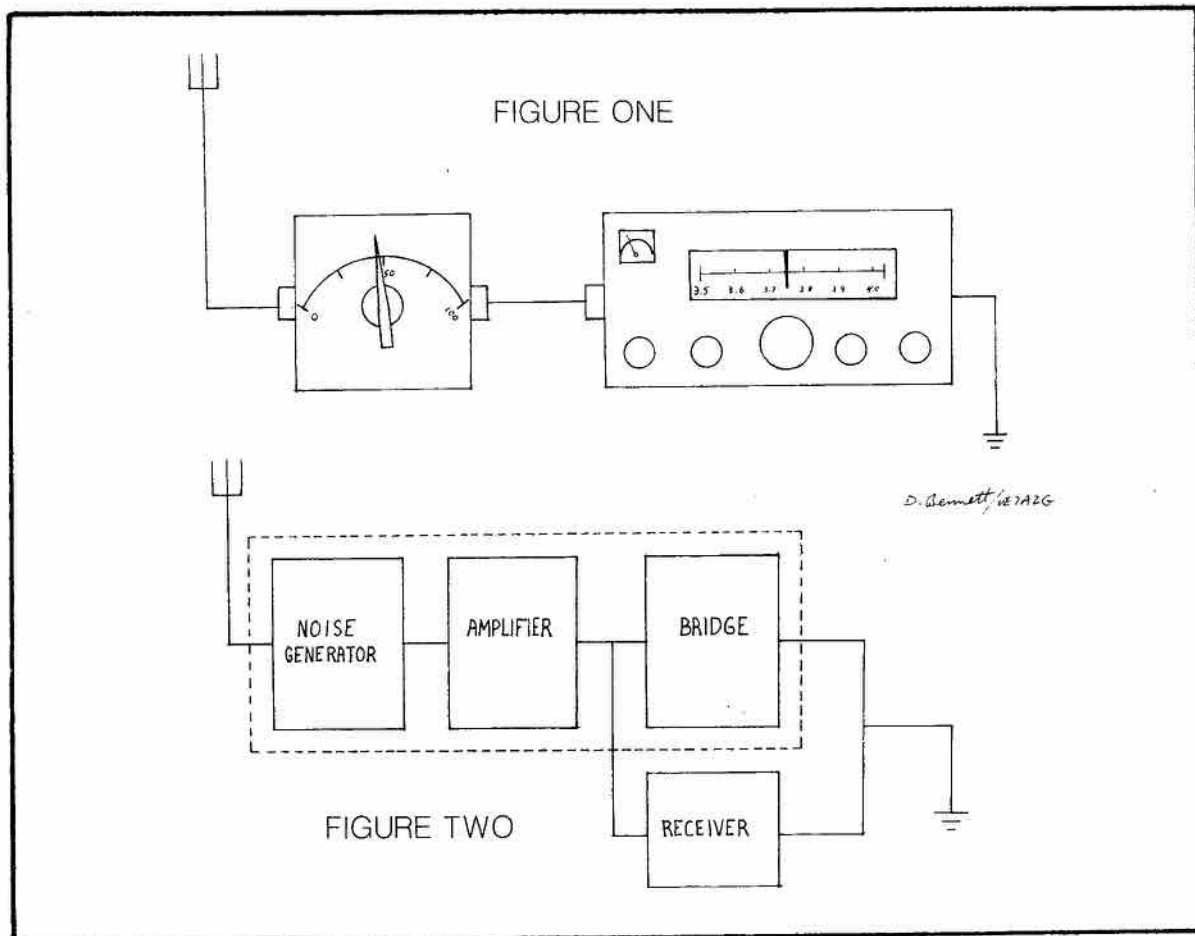 FIGURE ONE
0 50 100
3.5 3.6 3.7 3.8 3.9 4.0
D. Bennett/VE7AZG
NOISE
GENERATOR
AMPLIFIER
BRIDGE
RECEIVER
FIGURE TWO